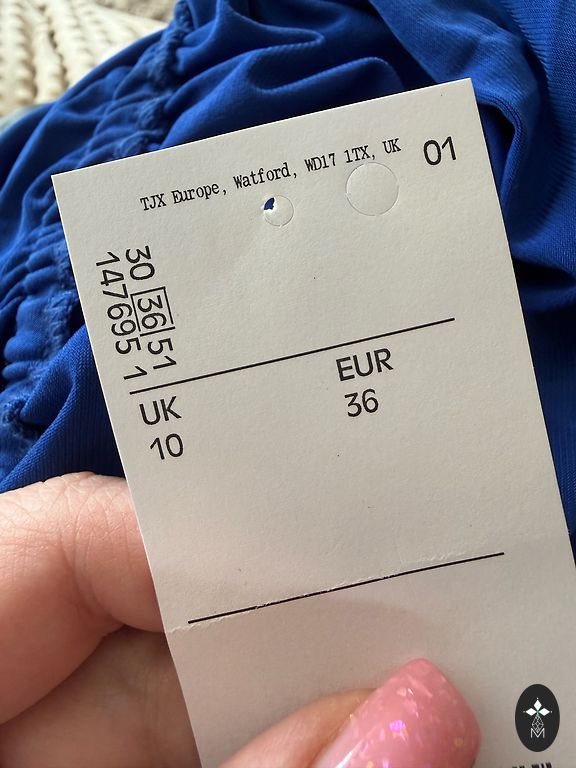 TJX Europe, Watford, WD17 1TX, UK 01
30 36 51
147695 1
UK EUR
10 36